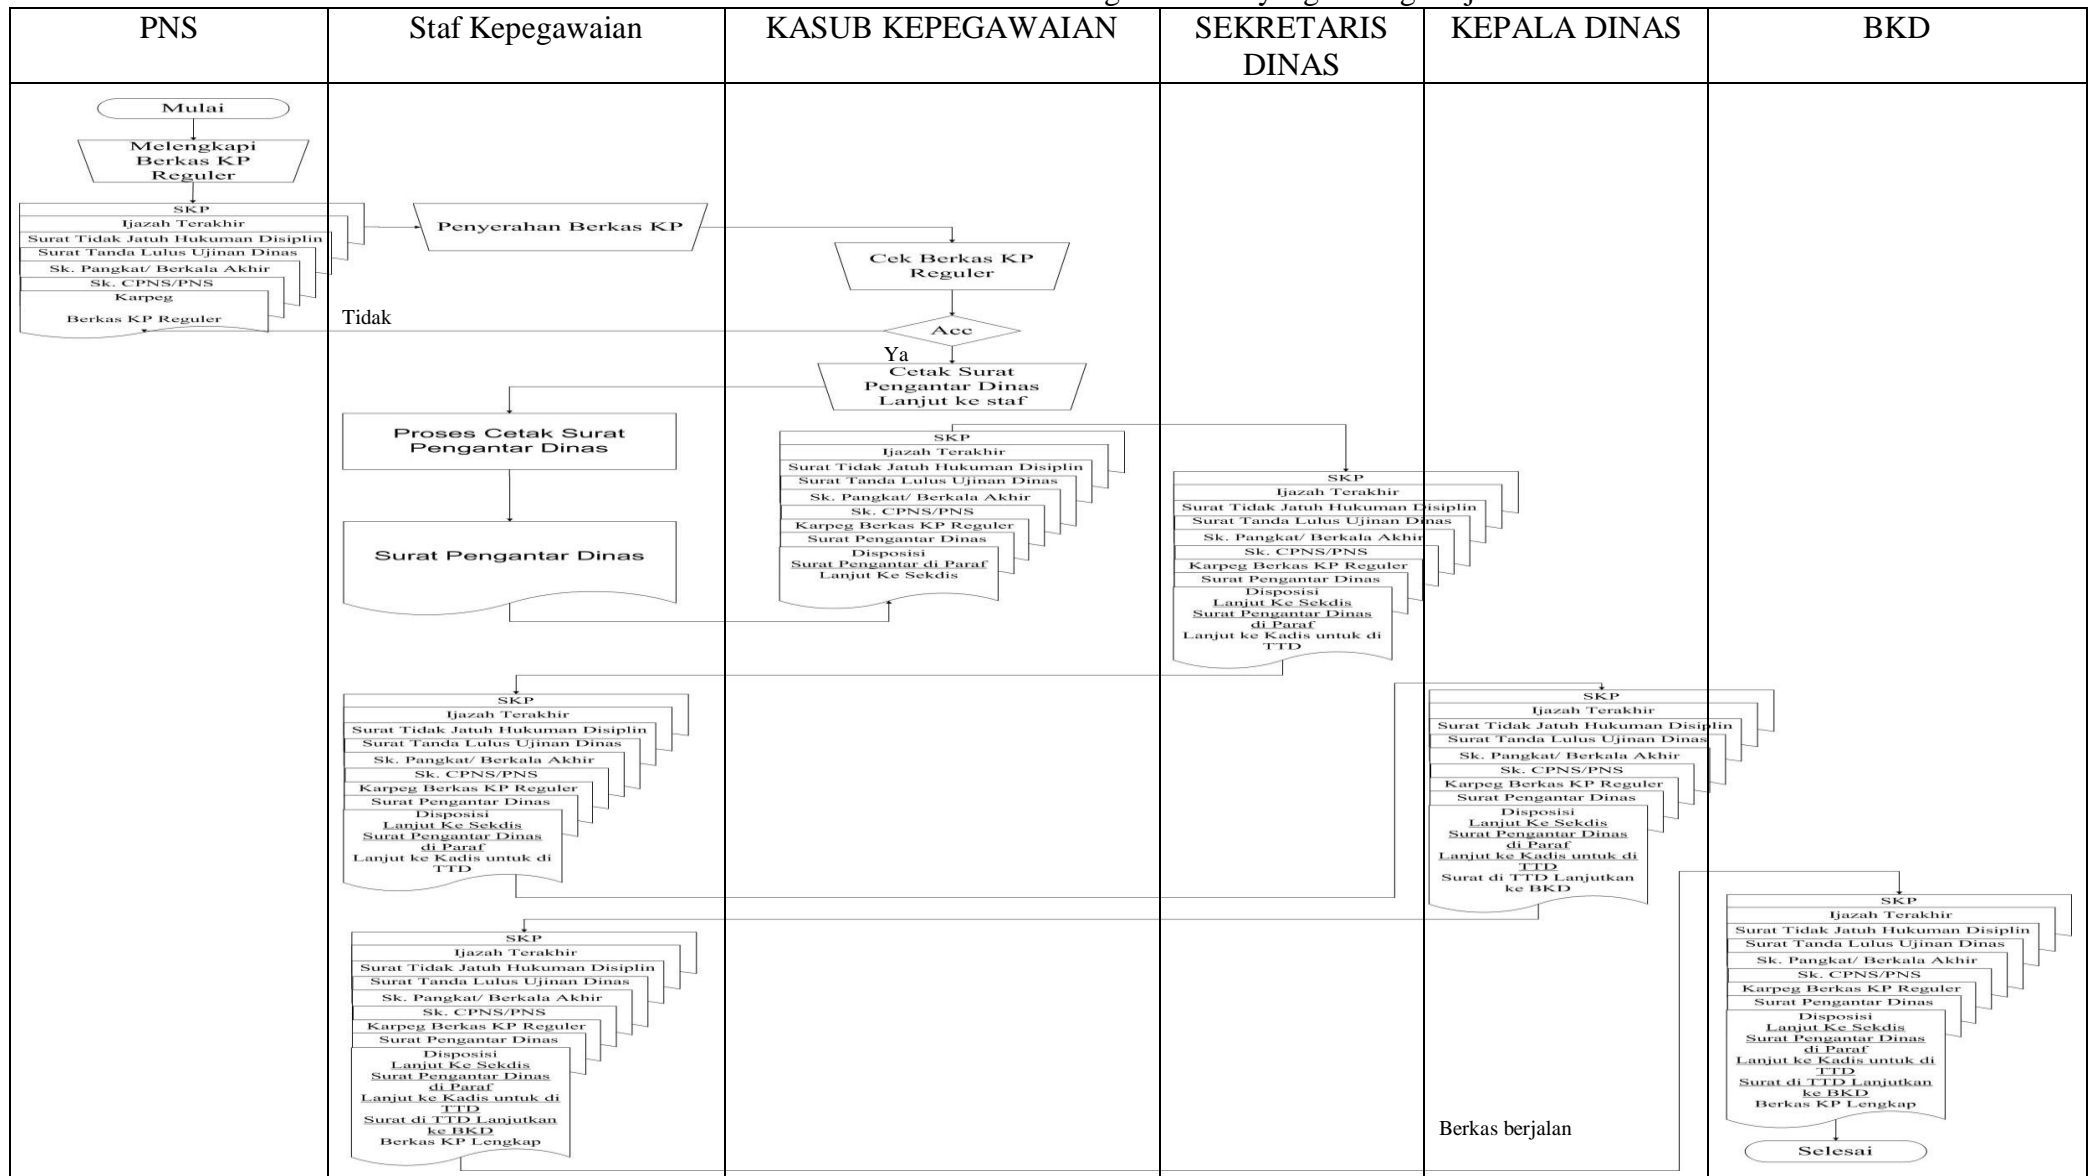 PNS
Staf Kepegawaian
KASUB KEPEGAWAIAN
SEKRETARIS
DINAS
KEPALA DINAS
BKD
Mulai
Melengkapi
Berkas KP
Reguler
SKP
Ijazah Terakhir
Surat Tidak Jatuh Hukuman Disiplin
Surat Tanda Lulus Ujinan Dinas
Sk. Pangkat/ Berkala Akhir
Sk. CPNS/PNS
Karpeg
Berkas KP Reguler
Penyerahan Berkas KP
Cek Berkas KP
Reguler
Tidak
Acc
Ya
Cetak Surat
Pengantar Dinas
Lanjut ke staf
Proses Cetak Surat
Pengantar Dinas
Surat Pengantar Dinas
SKP
Ijazah Terakhir
Surat Tidak Jatuh Hukuman Disiplin
Surat Tanda Lulus Ujinan Dinas
Sk. Pangkat/ Berkala Akhir
Sk. CPNS/PNS
Karpeg Berkas KP Reguler
Surat Pengantar Dinas
Disposisi
Surat Pengantar di Paraf
Lanjut Ke Sekdis
SKP
Ijazah Terakhir
Surat Tidak Jatuh Hukuman Disiplin
Surat Tanda Lulus Ujinan Dinas
Sk. Pangkat/ Berkala Akhir
Sk. CPNS/PNS
Karpeg Berkas KP Reguler
Surat Pengantar Dinas
Disposisi
Lanjut Ke Sekdis
Surat Pengantar Dinas
di Paraf
Lanjut ke Kadis untuk di
TTD
SKP
Ijazah Terakhir
Surat Tidak Jatuh Hukuman Disiplin
Surat Tanda Lulus Ujinan Dinas
Sk. Pangkat/ Berkala Akhir
Sk. CPNS/PNS
Karpeg Berkas KP Reguler
Surat Pengantar Dinas
Disposisi
Lanjut Ke Sekdis
Surat Pengantar Dinas
di Paraf
Lanjut ke Kadis untuk di
TTD
SKP
Ijazah Terakhir
Surat Tidak Jatuh Hukuman Disiplin
Surat Tanda Lulus Ujinan Dinas
Sk. Pangkat/ Berkala Akhir
Sk. CPNS/PNS
Karpeg Berkas KP Reguler
Surat Pengantar Dinas
Disposisi
Lanjut Ke Sekdis
Surat Pengantar Dinas
di Paraf
Lanjut ke Kadis untuk di
TTD
Surat di TTD Lanjutkan
ke BKD
SKP
Ijazah Terakhir
Surat Tidak Jatuh Hukuman Disiplin
Surat Tanda Lulus Ujinan Dinas
Sk. Pangkat/ Berkala Akhir
Sk. CPNS/PNS
Karpeg Berkas KP Reguler
Surat Pengantar Dinas
Disposisi
Lanjut Ke Sekdis
Surat Pengantar Dinas
di Paraf
Lanjut ke Kadis untuk di
TTD
Surat di TTD Lanjutkan
ke BKD
Berkas KP Lengkap
Berkas berjalan
SKP
Ijazah Terakhir
Surat Tidak Jatuh Hukuman Disiplin
Surat Tanda Lulus Ujinan Dinas
Sk. Pangkat/ Berkala Akhir
Sk. CPNS/PNS
Karpeg Berkas KP Reguler
Surat Pengantar Dinas
Disposisi
Lanjut Ke Sekdis
Surat Pengantar Dinas
di Paraf
Lanjut ke Kadis untuk di
TTD
Surat di TTD Lanjutkan
ke BKD
Berkas KP Lengkap
Selesai